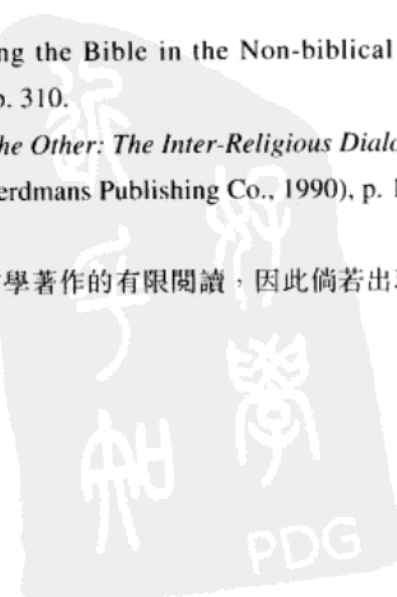 ng the Bible in the Non-biblical
p. 310.
he Other: The Inter-Religious Dialo
erdmans Publishing Co., 1990), p. 1
學著作的有限閱讀，因此倘若出
PDG